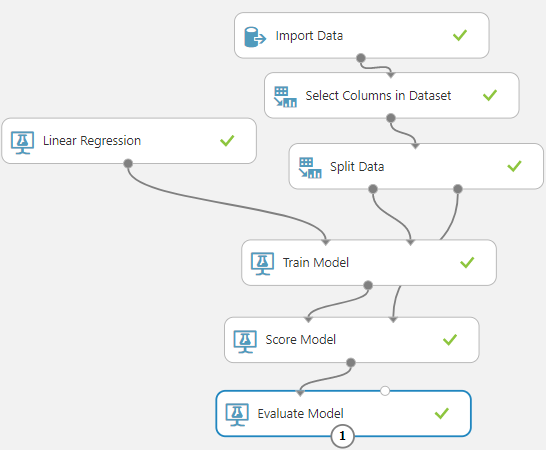 Import Data
Select Columns in Dataset
Linear Regression
Split Data
Train Model
Score Model
Evaluate Model
1